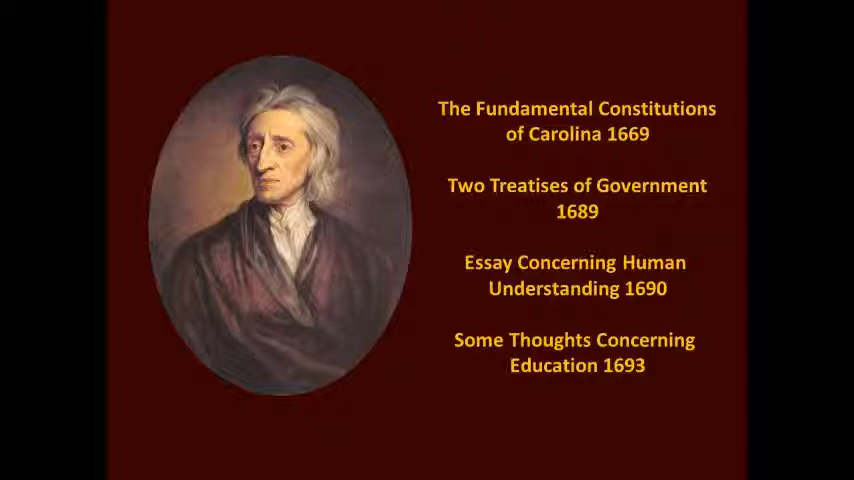 The Fundamental Constitutions
of Carolina 1669
Two Treatises of Government
1689
Essay Concerning Human
Understanding 1690
Some Thoughts Concerning
Education 1693